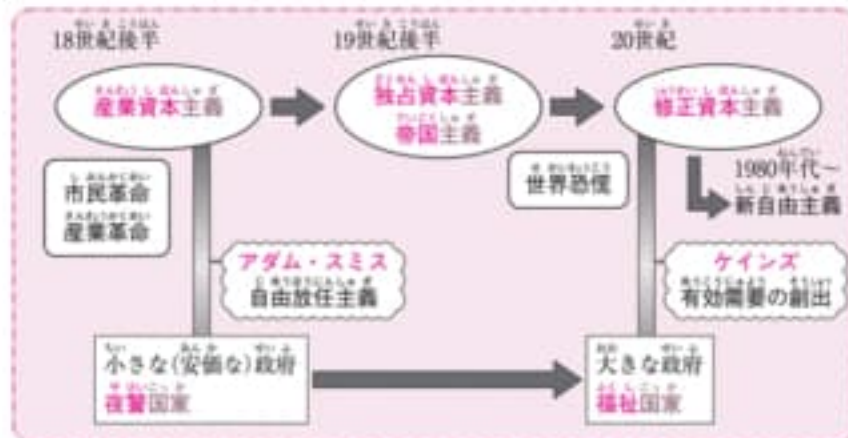 18世紀後半
19世紀後半
20世紀
産業資本主義
独占資本主義
帝国主義
修正資本主義
市民革命
産業革命
世界恐慌
1980年代～
新自由主義
アダム・スミス
自由放任主義
ケインズ
有効需要の創出
小さな(安価な)政府
夜警国家
大きな政府
福祉国家